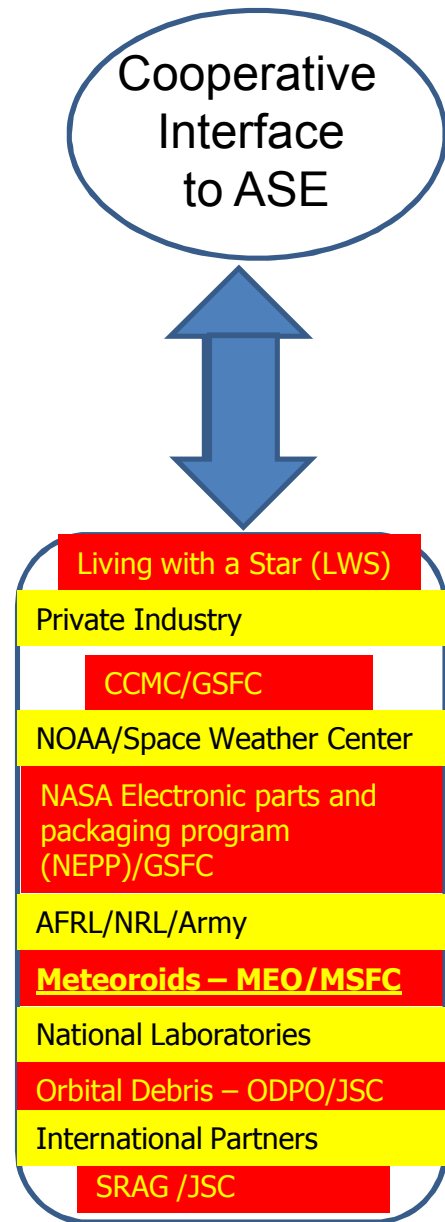 Cooperative
Interface
to ASE
Living with a Star (LWS)
Private Industry
CCMC/GSFC
NOAA/Space Weather Center
NASA Electronic parts and
packaging program
(NEPP)/GSFC
AFRL/NRL/Army
Meteoroids – MEO/MSFC
National Laboratories
Orbital Debris – ODPO/JSC
International Partners
SRAG /JSC